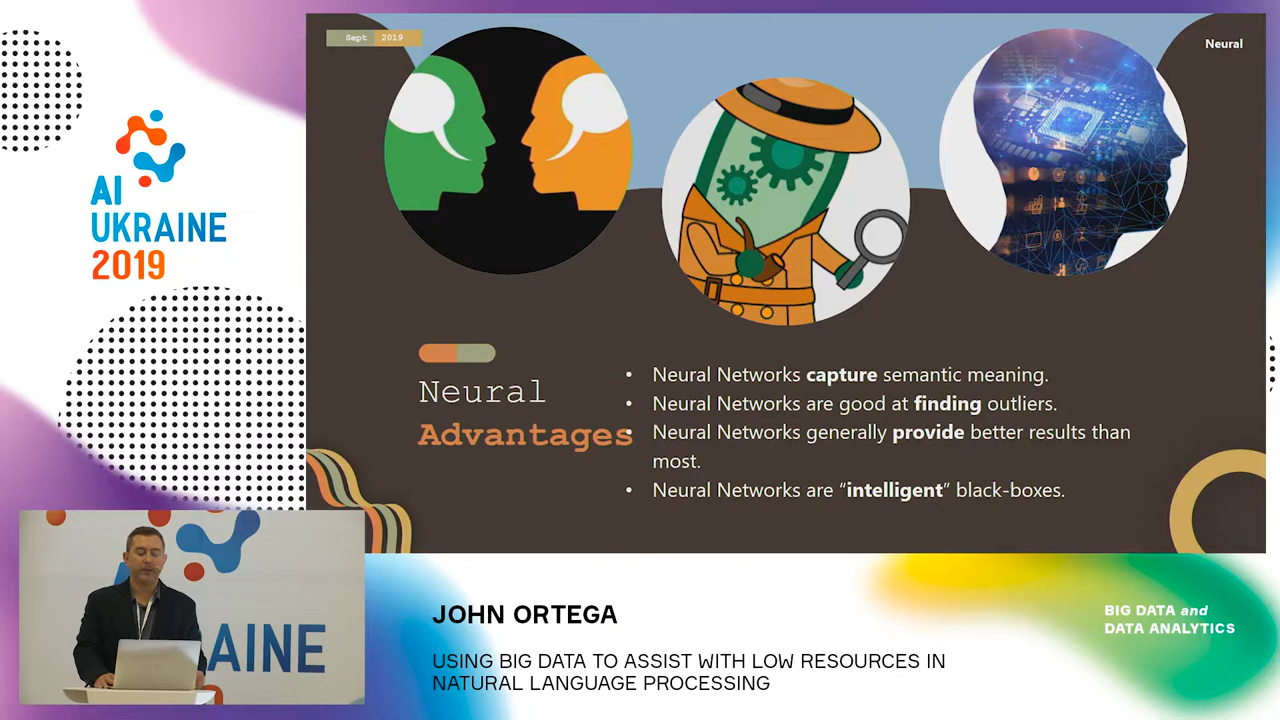 Sept 2019
Neural
AI
UKRAINE
2019
Neural
Advantages
• Neural Networks capture semantic meaning.
• Neural Networks are good at finding outliers.
• Neural Networks generally provide better results than
most.
• Neural Networks are “intelligent” black-boxes.
AINE
JOHN ORTEGA
USING BIG DATA TO ASSIST WITH LOW RESOURCES IN
NATURAL LANGUAGE PROCESSING
BIG DATA and
DATA ANALYTICS